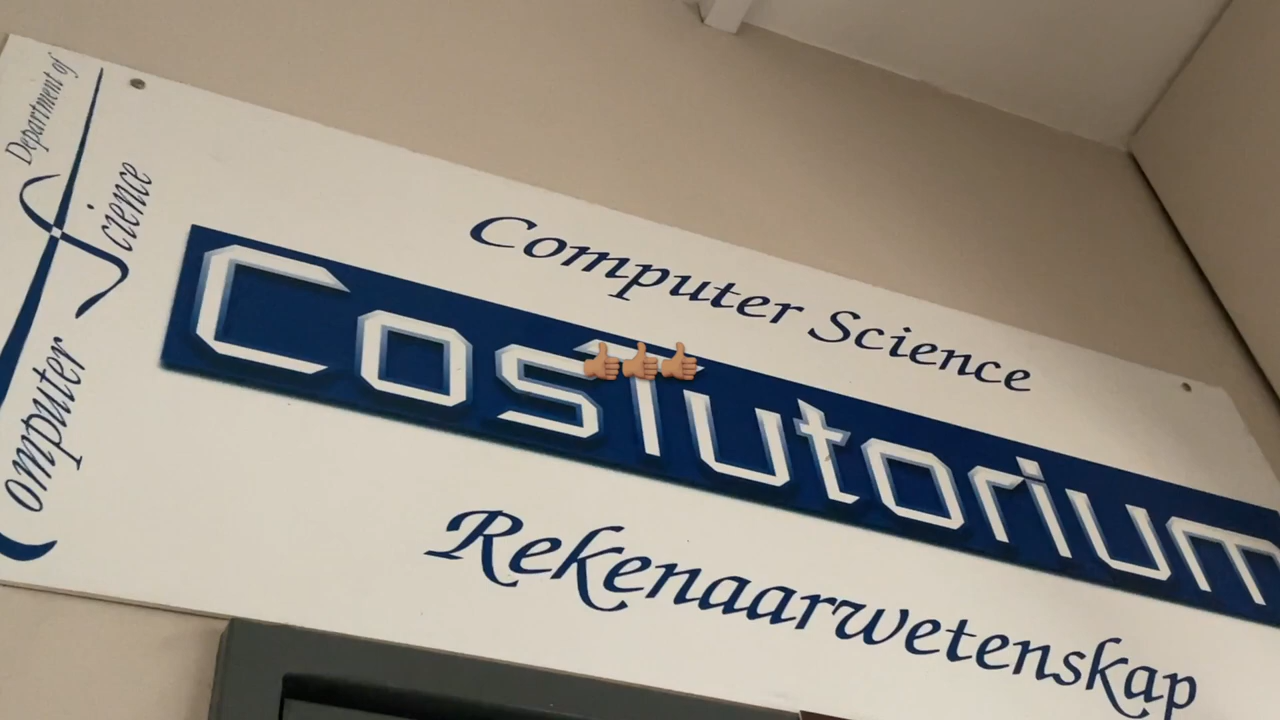 Department of
Computer Science
Computer Science
CosTutorium
Rekenaarwetenskap